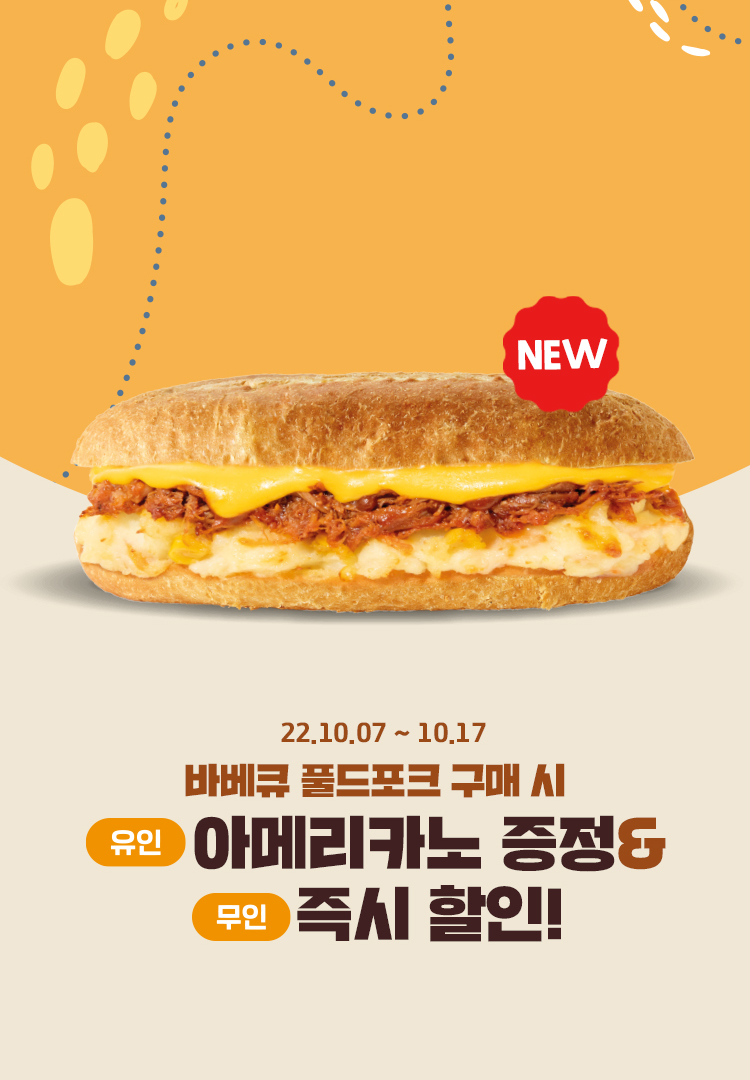 NEW
22.10.07 ~ 10.17
바베큐 풀드포크 구매 시
유인 아메리카노 증정&
무인 즉시 할인!